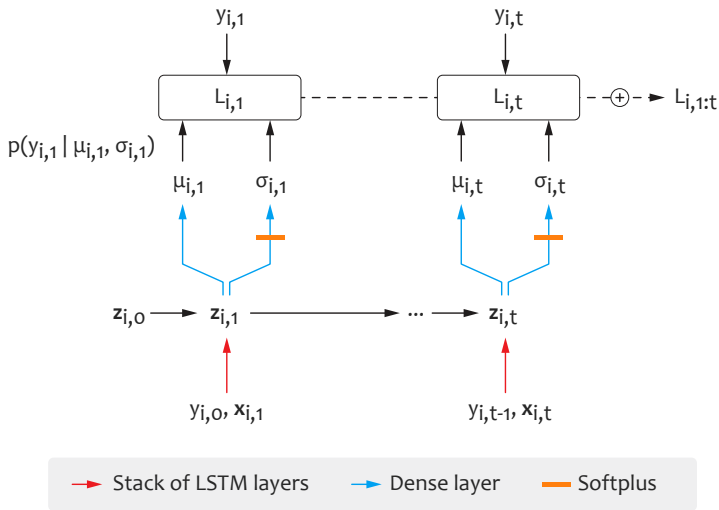 y_{i,1} y_{i,t}
L_{i,1} L_{i,t} + L_{i,1:t}
p(y_{i,1} | μ_{i,1}, σ_{i,1})
μ_{i,1} σ_{i,1} μ_{i,t} σ_{i,t}
z_{i,0} z_{i,1} ... z_{i,t}
y_{i,0}, x_{i,1} y_{i,t-1}, x_{i,t}
Stack of LSTM layers Dense layer Softplus